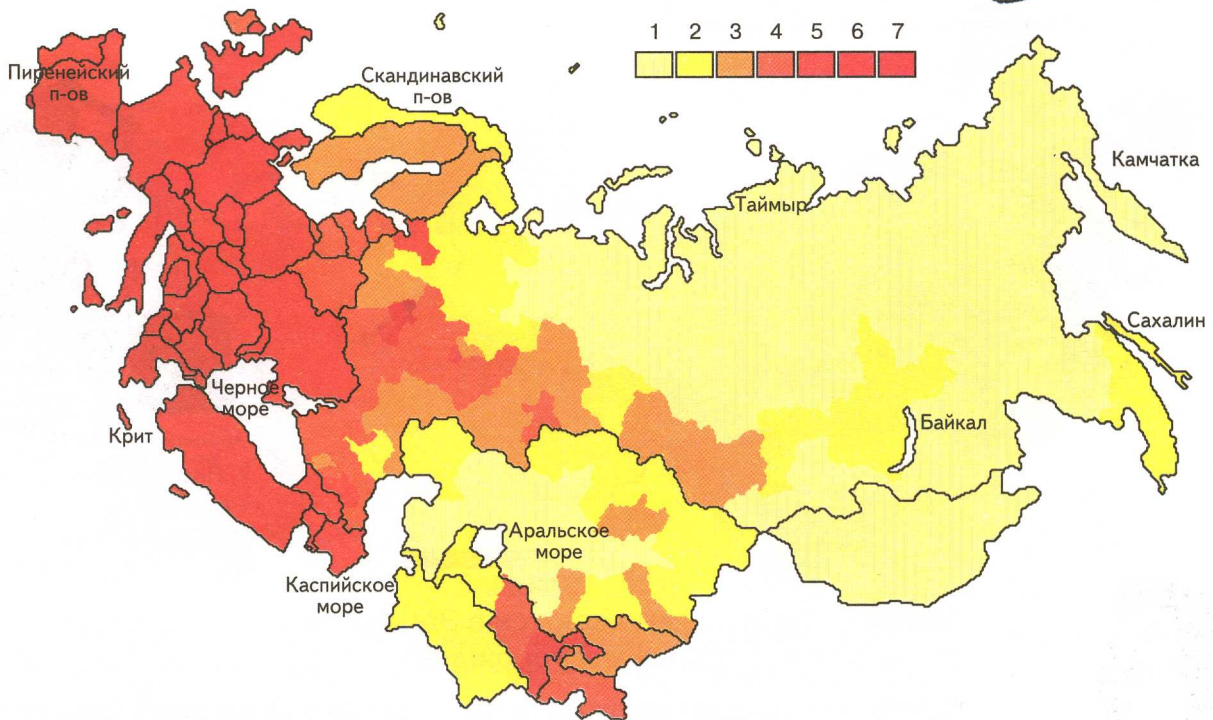 1 2 3 4 5 6 7
Пиренейский
п-ов
Скандинавский
п-ов
Камчатка
Таймыр
Сахалин
Черное
море
Крит
Байкал
Аральское
море
Каспийское
море